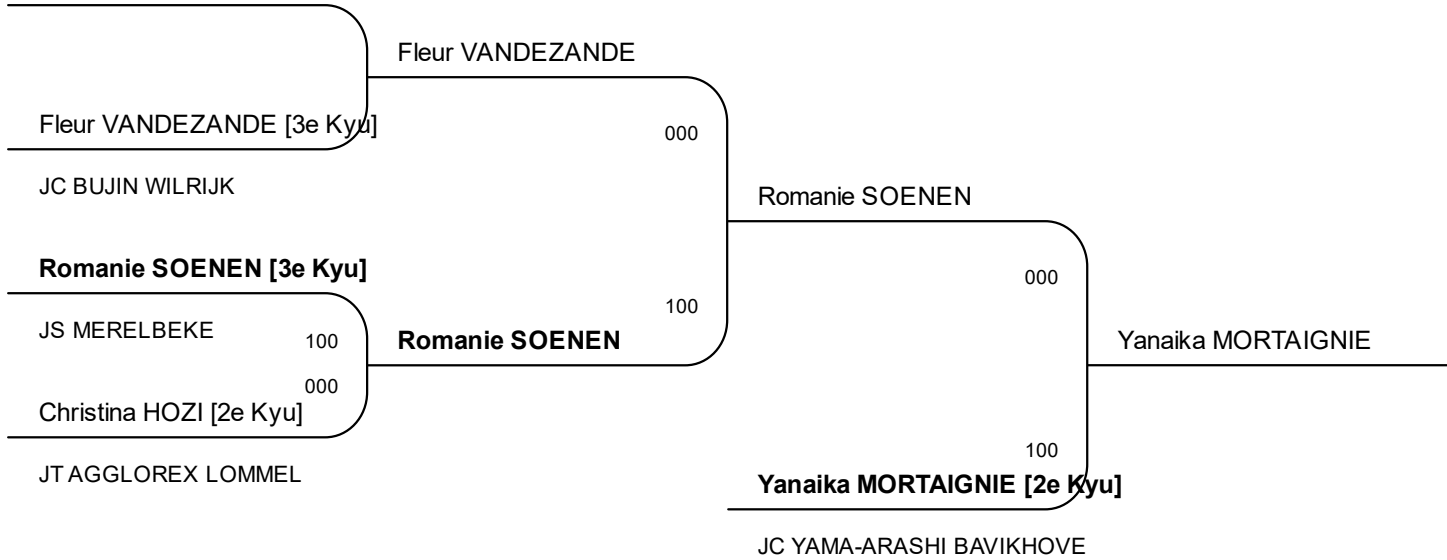 Fleur VANDEZANDE
Fleur VANDEZANDE [3e Kyu]
000
JC BUJIN WILRIJK
Romanie SOENEN
Romanie SOENEN [3e Kyu]
000
100
JS MERELBEKE
100
Romanie SOENEN
Yanaika MORTAIGNIE
000
Christina HOZI [2e Kyu]
100
JT AGGLOREX LOMMEL
Yanaika MORTAIGNIE [2e Kyu]
JC YAMA-ARASHI BAVIKHOVE